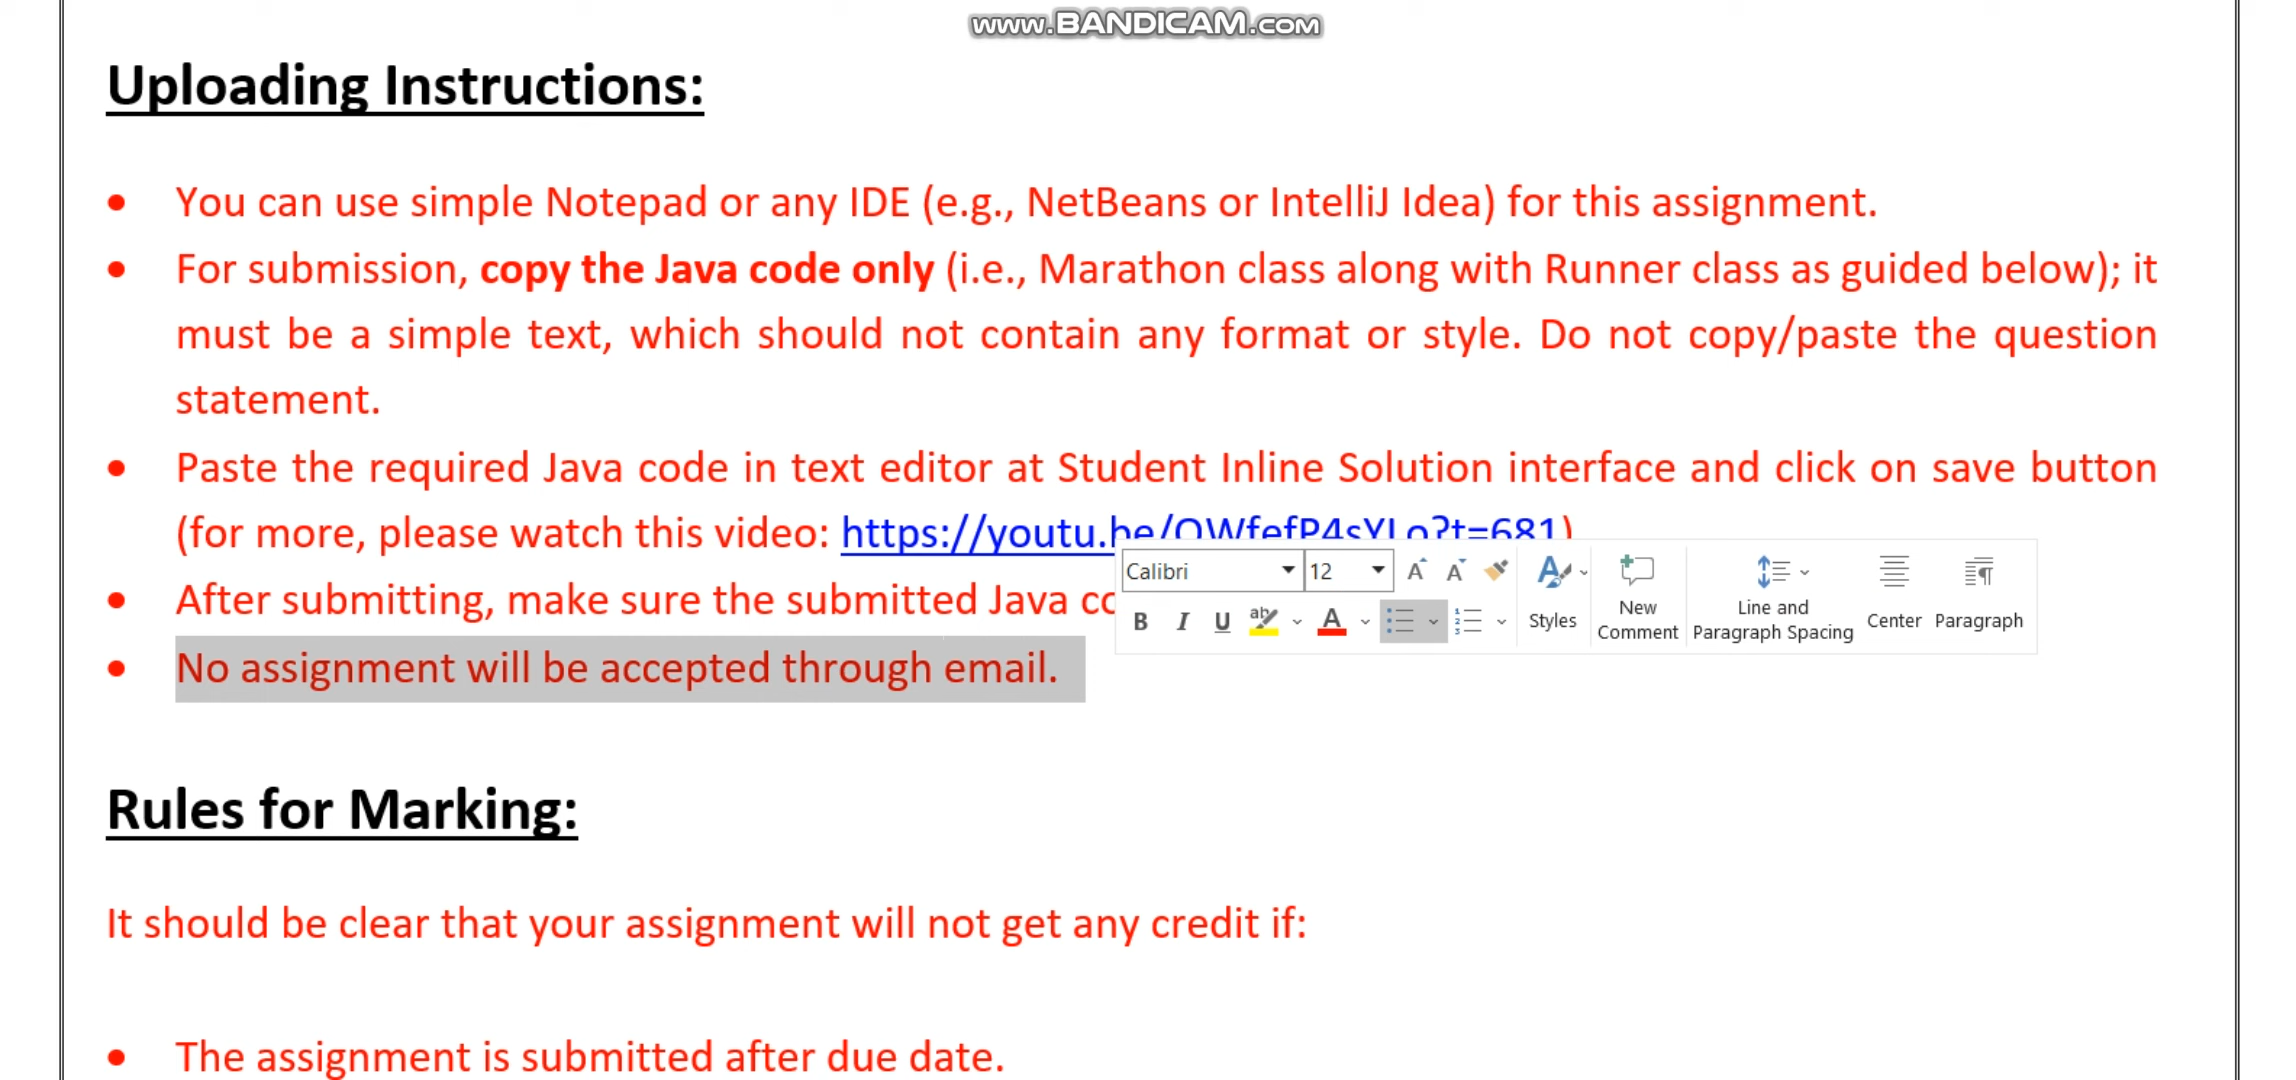 www.BANDICAM.com
Uploading Instructions:
• You can use simple Notepad or any IDE (e.g., NetBeans or IntelliJ Idea) for this assignment.
• For submission, copy the Java code only (i.e., Marathon class along with Runner class as guided below); it
must be a simple text, which should not contain any format or style. Do not copy/paste the question
statement.
• Paste the required Java code in text editor at Student Inline Solution interface and click on save button
(for more, please watch this video: https://youtu.be/
• After submitting, make sure the submitted Java
Calibri 12
B I U ab A Styles New Comment Line and Paragraph Spacing Center Paragraph
• No assignment will be accepted through email.
Rules for Marking:
It should be clear that your assignment will not get any credit if:
• The assignment is submitted after due date.